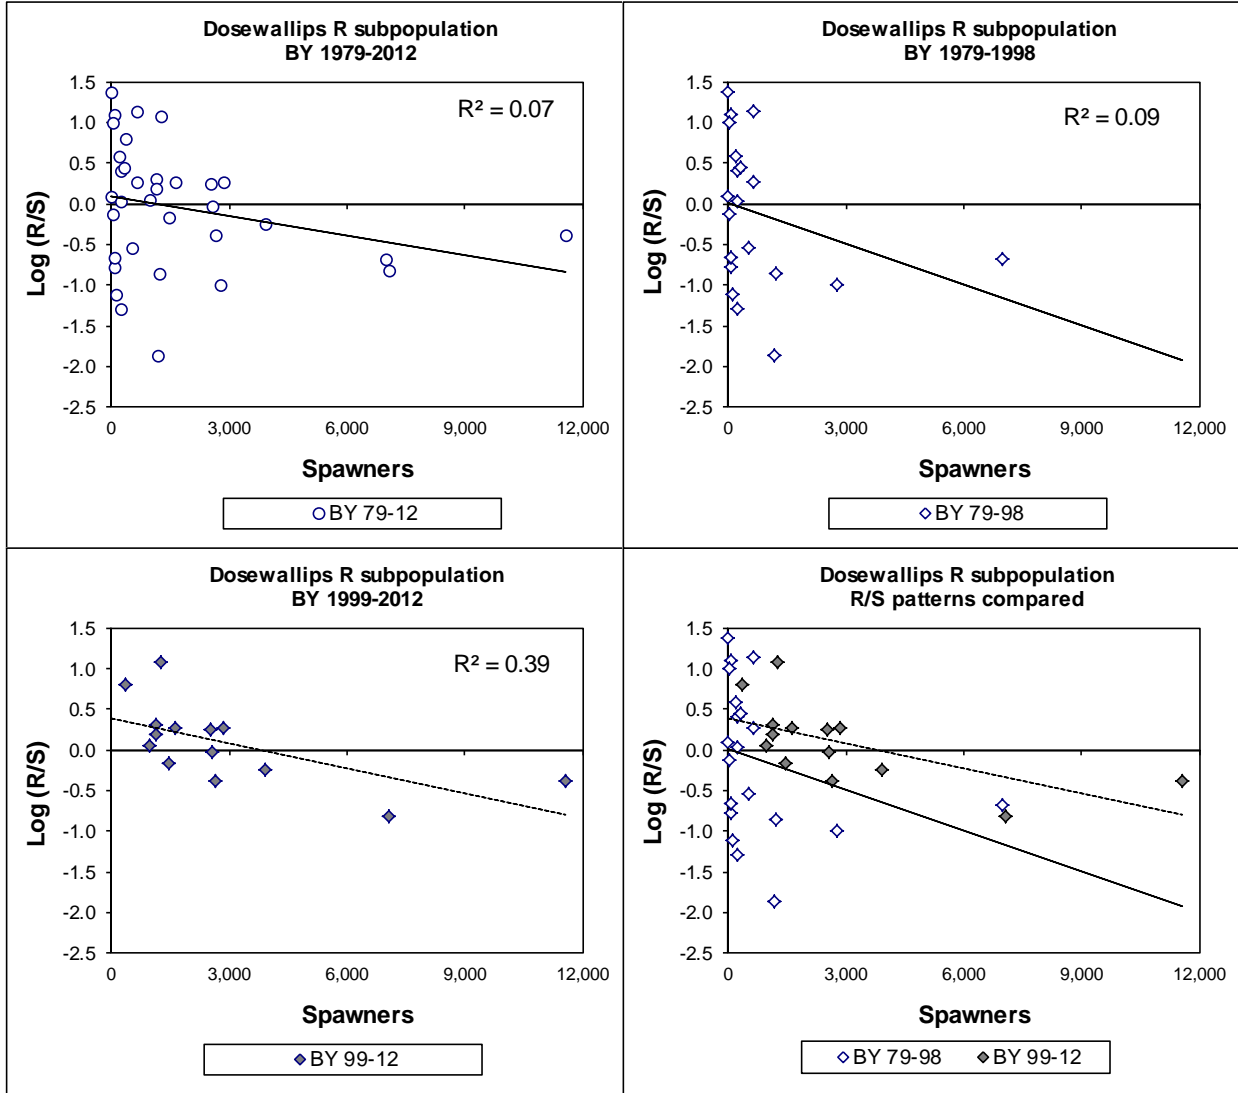 Dosewallips R subpopulation
BY 1979-2012
R² = 0.07
Log (R/S)
1.5
1.0
0.5
0.0
-0.5
-1.0
-1.5
-2.0
-2.5
0
3,000
6,000
9,000
12,000
Spawners
BY 79-12
Dosewallips R subpopulation
BY 1979-1998
R² = 0.09
Log (R/S)
1.5
1.0
0.5
0.0
-0.5
-1.0
-1.5
-2.0
-2.5
0
3,000
6,000
9,000
12,000
Spawners
BY 79-98
Dosewallips R subpopulation
BY 1999-2012
R² = 0.39
Log (R/S)
1.5
1.0
0.5
0.0
-0.5
-1.0
-1.5
-2.0
-2.5
0
3,000
6,000
9,000
12,000
Spawners
BY 99-12
Dosewallips R subpopulation
R/S patterns compared
Log (R/S)
1.5
1.0
0.5
0.0
-0.5
-1.0
-1.5
-2.0
-2.5
0
3,000
6,000
9,000
12,000
Spawners
BY 79-98
BY 99-12